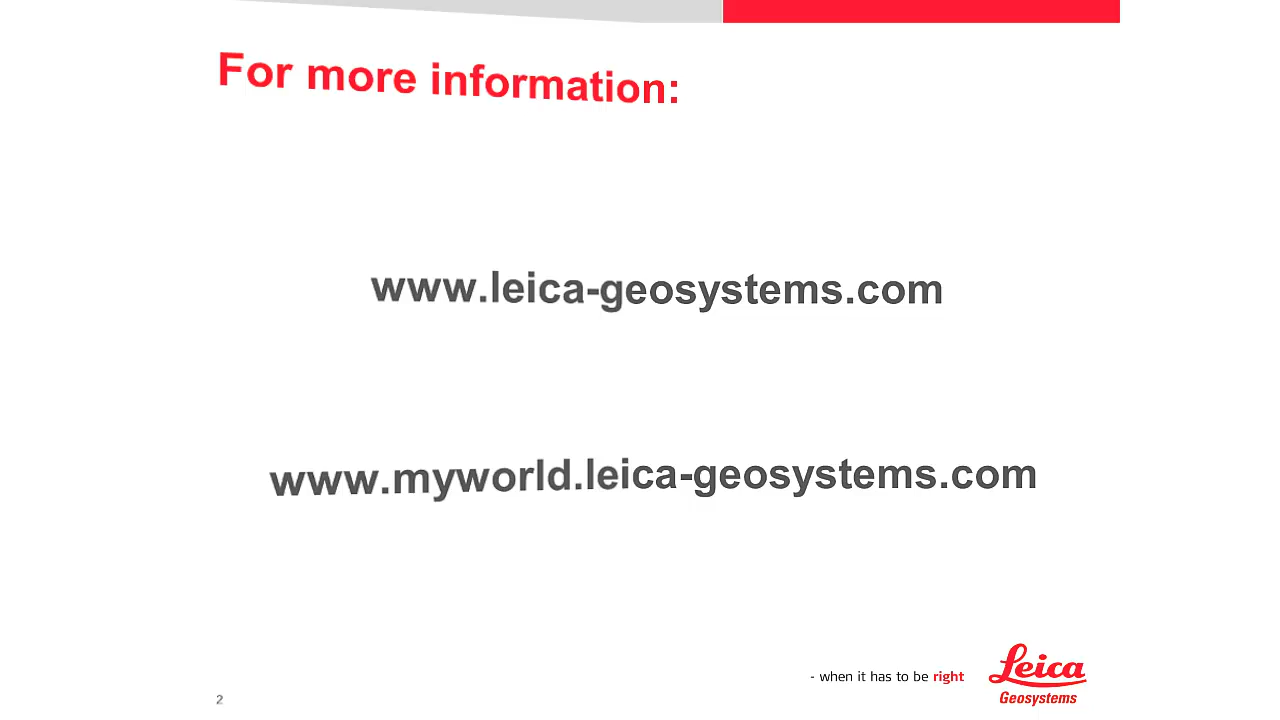 For more information:
www.leica-geosystems.com
www.myworld.leica-geosystems.com
- when it has to be right
Leica
Geosystems
2